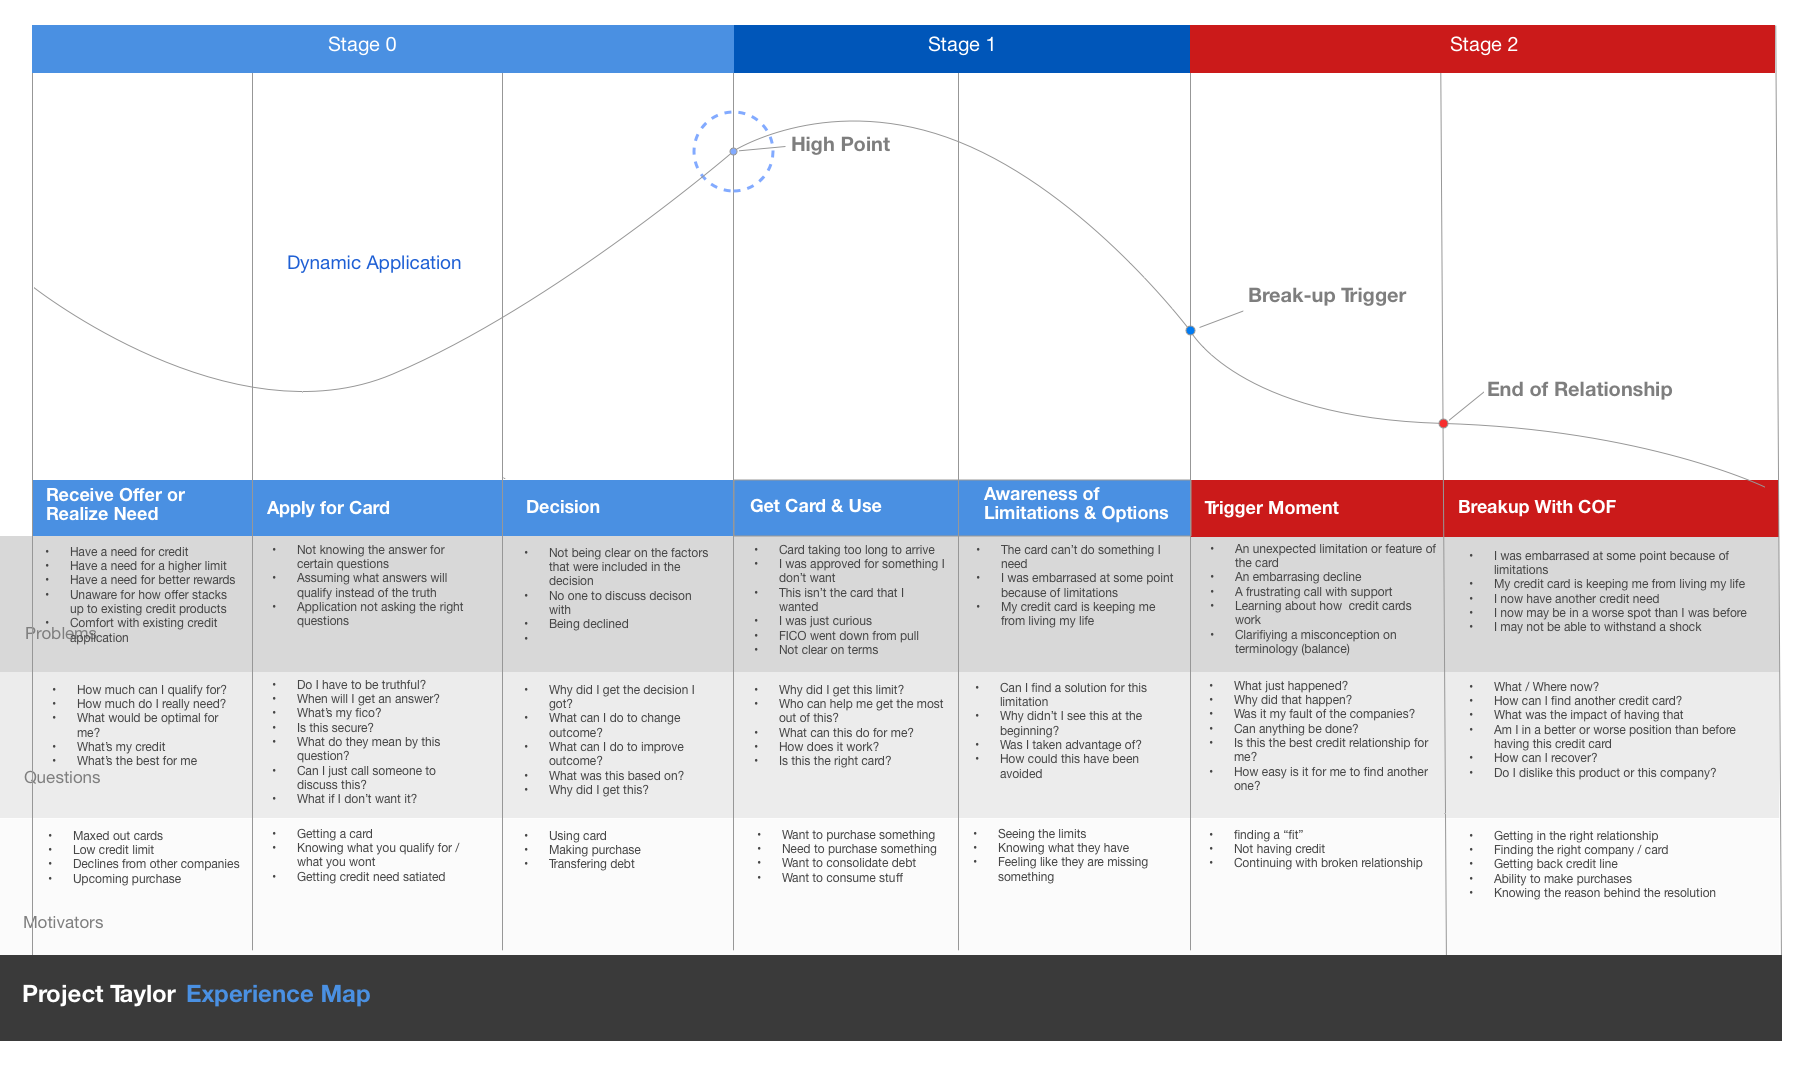 Stage 0
Stage 1
Stage 2
High Point
Dynamic Application
Break-up Trigger
End of Relationship
Receive Offer or
Realize Need
Apply for Card
Decision
Get Card & Use
Awareness of
Limitations & Options
Trigger Moment
Breakup With COF
Problems
• Have a need for credit
• Have a need for a higher limit
• Have a need for better rewards
• Unaware for how offer stacks
up to existing credit products
• Comfort with existing credit
application
• Not knowing the answer for
certain questions
• Assuming what answers will
qualify instead of the truth
• Application not asking the right
questions
• Not being clear on the factors
that were included in the
decision
• No one to discuss decison
with
• Being declined
•
• Card taking too long to arrive
• I was approved for something I
don't want
• This isn't the card that I
wanted
• I was just curious
• FICO went down from pull
• Not clear on terms
• The card can't do something I
need
• I was embarrased at some point
because of limitations
• My credit card is keeping me
from living my life
• An unexpected limitation or feature of
the card
• An embarrasing decline
• A frustrating call with support
• Learning about how credit cards
work
• Clarifiying a misconception on
terminology (balance)
• I was embarrased at some point because of
limitations
• My credit card is keeping me from living my life
• I now have another credit need
• I now may be in a worse spot than I was before
• I may not be able to withstand a shock
Questions
• How much can I qualify for?
• How much do I really need?
• What would be optimal for
me?
• What's my credit
• What's the best for me
• Do I have to be truthful?
• When will I get an answer?
• What's my fico?
• Is this secure?
• What do they mean by this
question?
• Can I just call someone to
discuss this?
• What if I don't want it?
• Why did I get the decision I
got?
• What can I do to change
outcome?
• What can I do to improve
outcome?
• What was this based on?
• Why did I get this?
• Why did I get this limit?
• Who can help me get the most
out of this?
• What can this do for me?
• How does it work?
• Is this the right card?
• Can I find a solution for this
limitation
• Why didn't I see this at the
beginning?
• Was I taken advantage of?
• How could this have been
avoided
• What just happened?
• Why did that happen?
• Was it my fault of the companies?
• Can anything be done?
• Is this the best credit relationship for
me?
• How easy is it for me to find another
one?
• What / Where now?
• How can I find another credit card?
• What was the impact of having that
• Am I in a better or worse position than before
having this credit card
• How can I recover?
• Do I dislike this product or this company?
Motivators
• Maxed out cards
• Low credit limit
• Declines from other companies
• Upcoming purchase
• Getting a card
• Knowing what you qualify for /
what you wont
• Getting credit need satiated
• Using card
• Making purchase
• Transfering debt
• Want to purchase something
• Need to purchase something
• Want to consolidate debt
• Want to consume stuff
• Seeing the limits
• Knowing what they have
• Feeling like they are missing
something
• finding a “fit”
• Not having credit
• Continuing with broken relationship
• Getting in the right relationship
• Finding the right company / card
• Getting back credit line
• Ability to make purchases
• Knowing the reason behind the resolution
Project Taylor Experience Map